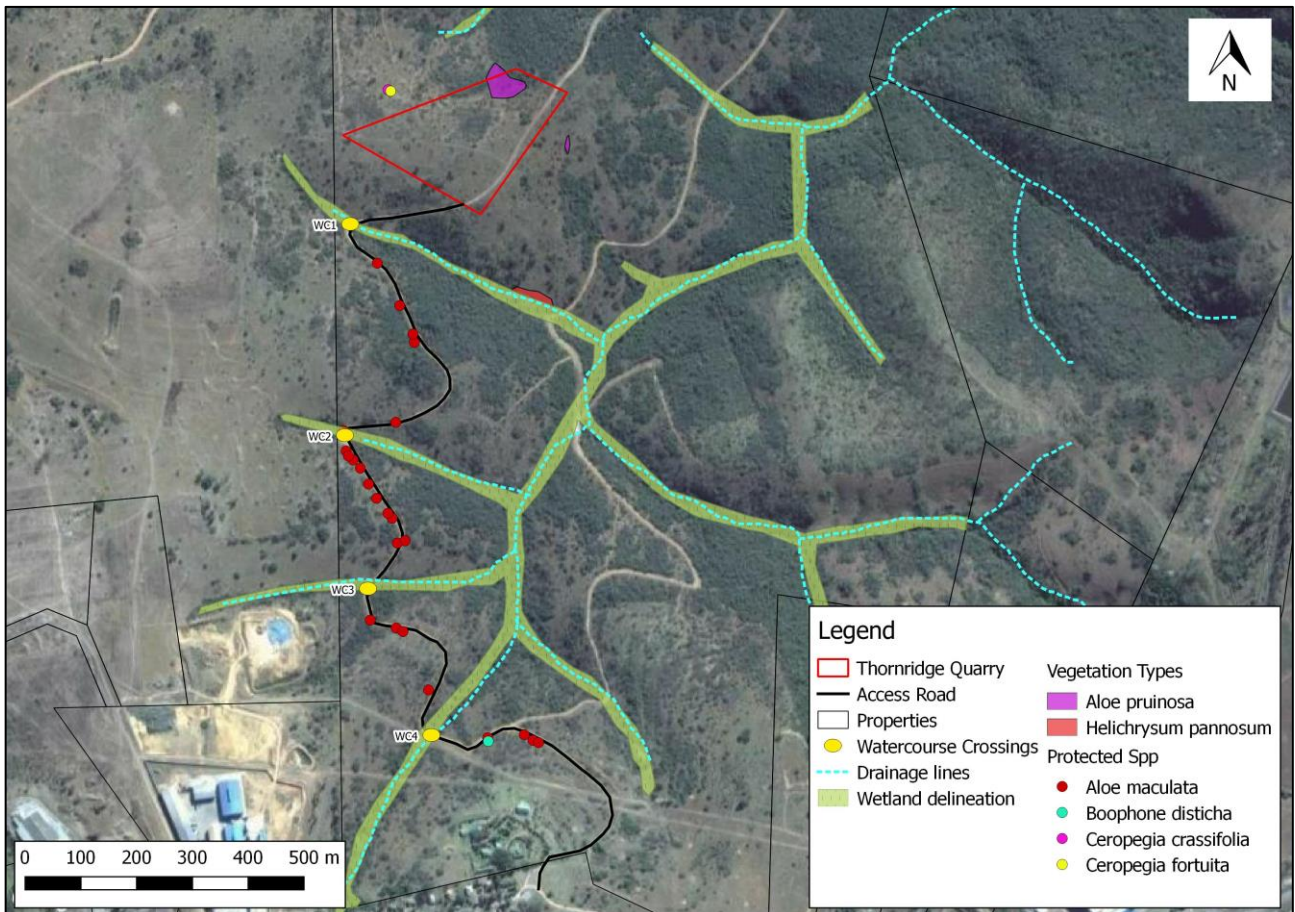 N
WC1
WC2
WC3
WC4
0 100 200 300 400 500 m
Legend
Thornridge Quarry
Access Road
Properties
Watercourse Crossings
Drainage lines
Wetland delineation
Vegetation Types
Aloe pruinosa
Helichrysum pannosum
Protected Spp
Aloe maculata
Boophone disticha
Ceropegia crassifolia
Ceropegia fortuita